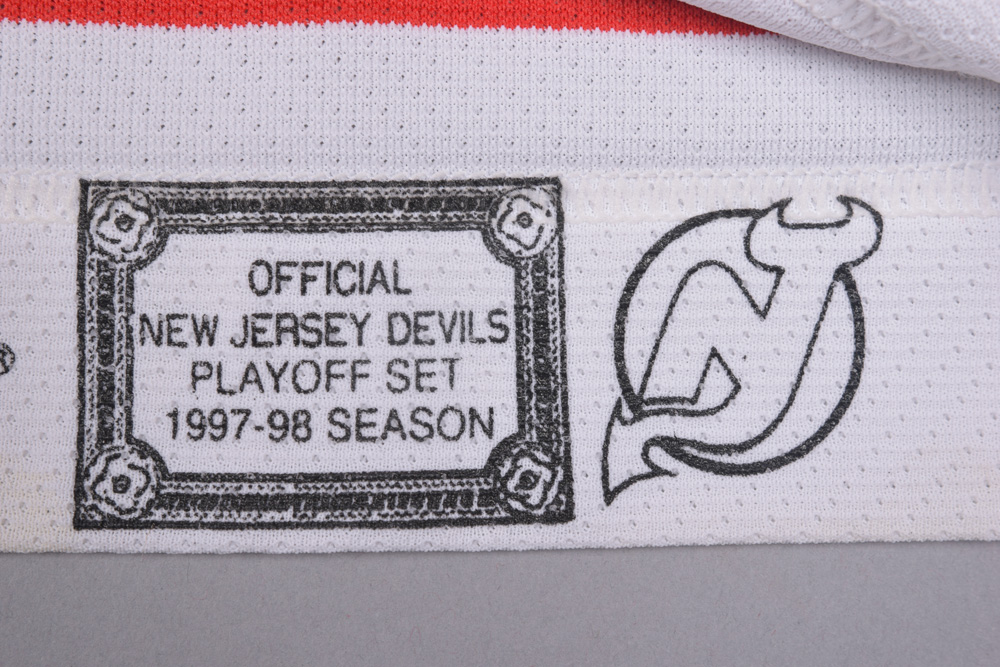 OFFICIAL
NEW JERSEY DEVILS
PLAYOFF SET
1997-98 SEASON
®